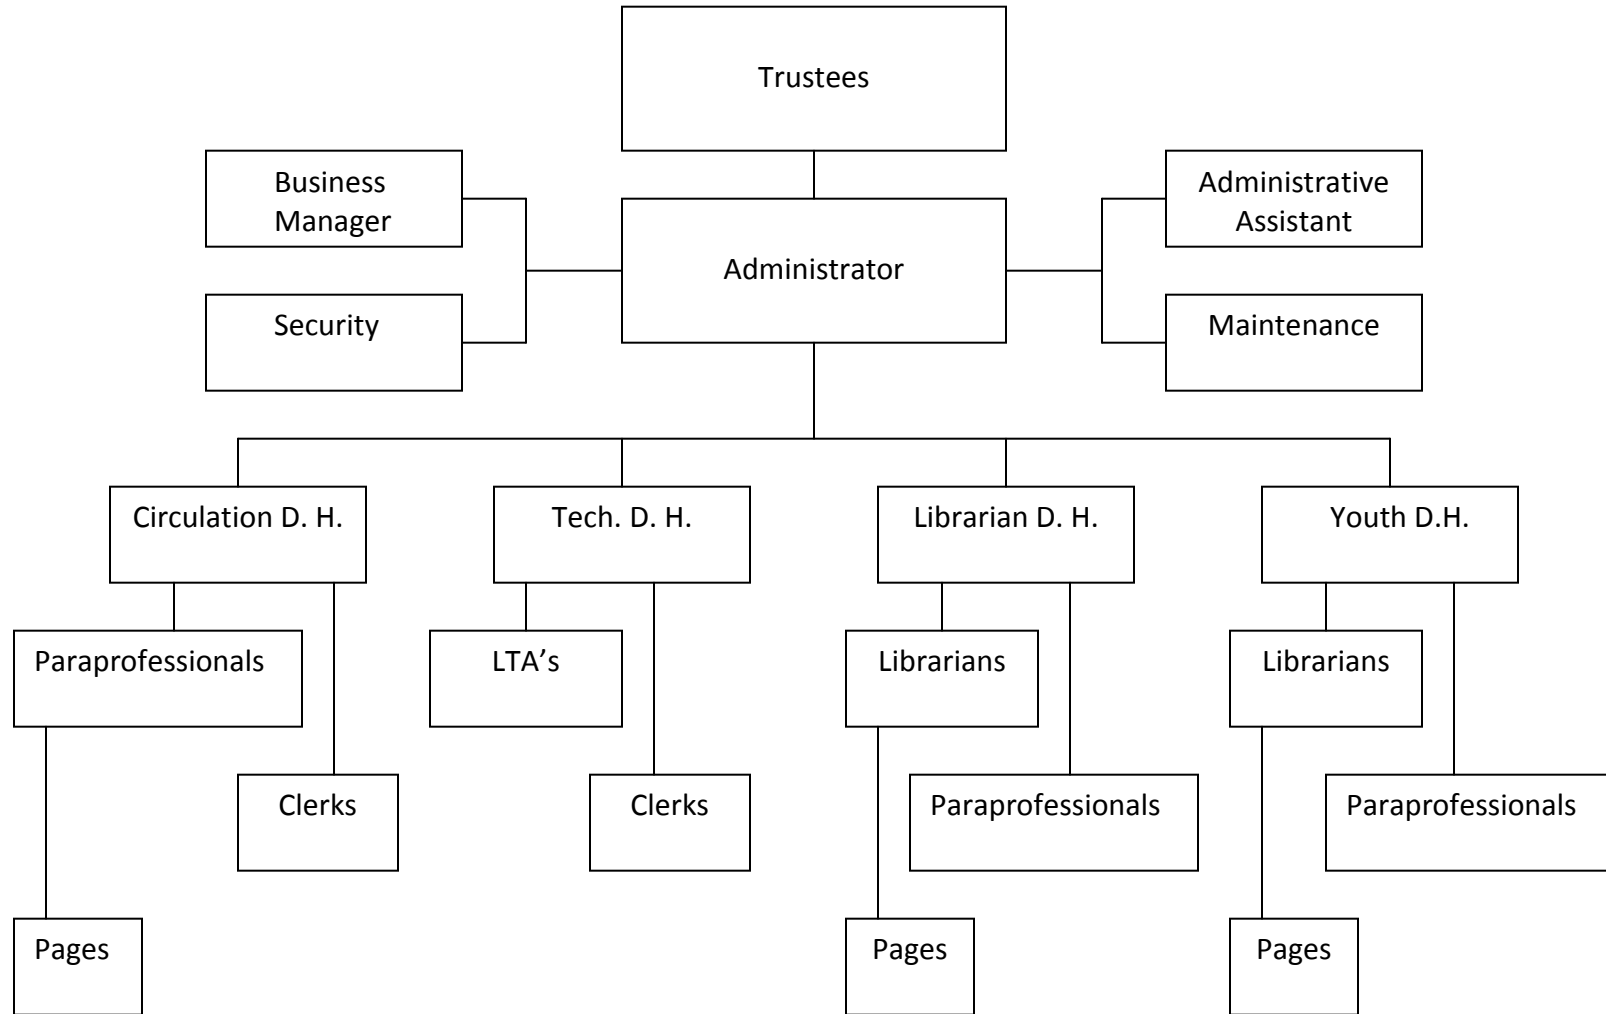 Trustees
Business
Manager
Administrative
Assistant
Administrator
Security
Maintenance
Circulation D. H.
Tech. D. H.
Librarian D. H.
Youth D.H.
Paraprofessionals
LTA’s
Librarians
Librarians
Clerks
Clerks
Paraprofessionals
Paraprofessionals
Pages
Pages
Pages